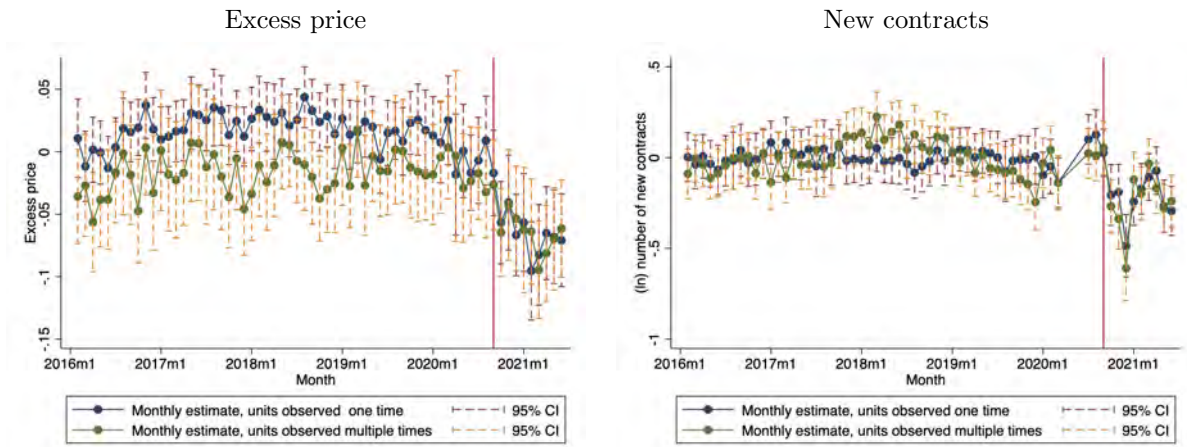 Excess price
.05
0
-.05
-.1
-.15
Excess price
2016m1 2017m1 2018m1 2019m1 2020m1 2021m1
Month
Monthly estimate, units observed one time 95% CI
Monthly estimate, units observed multiple times 95% CI
New contracts
.5
0
-.5
-1
(ln) number of new contracts
2016m1 2017m1 2018m1 2019m1 2020m1 2021m1
Month
Monthly estimate, units observed one time 95% CI
Monthly estimate, units observed multiple times 95% CI